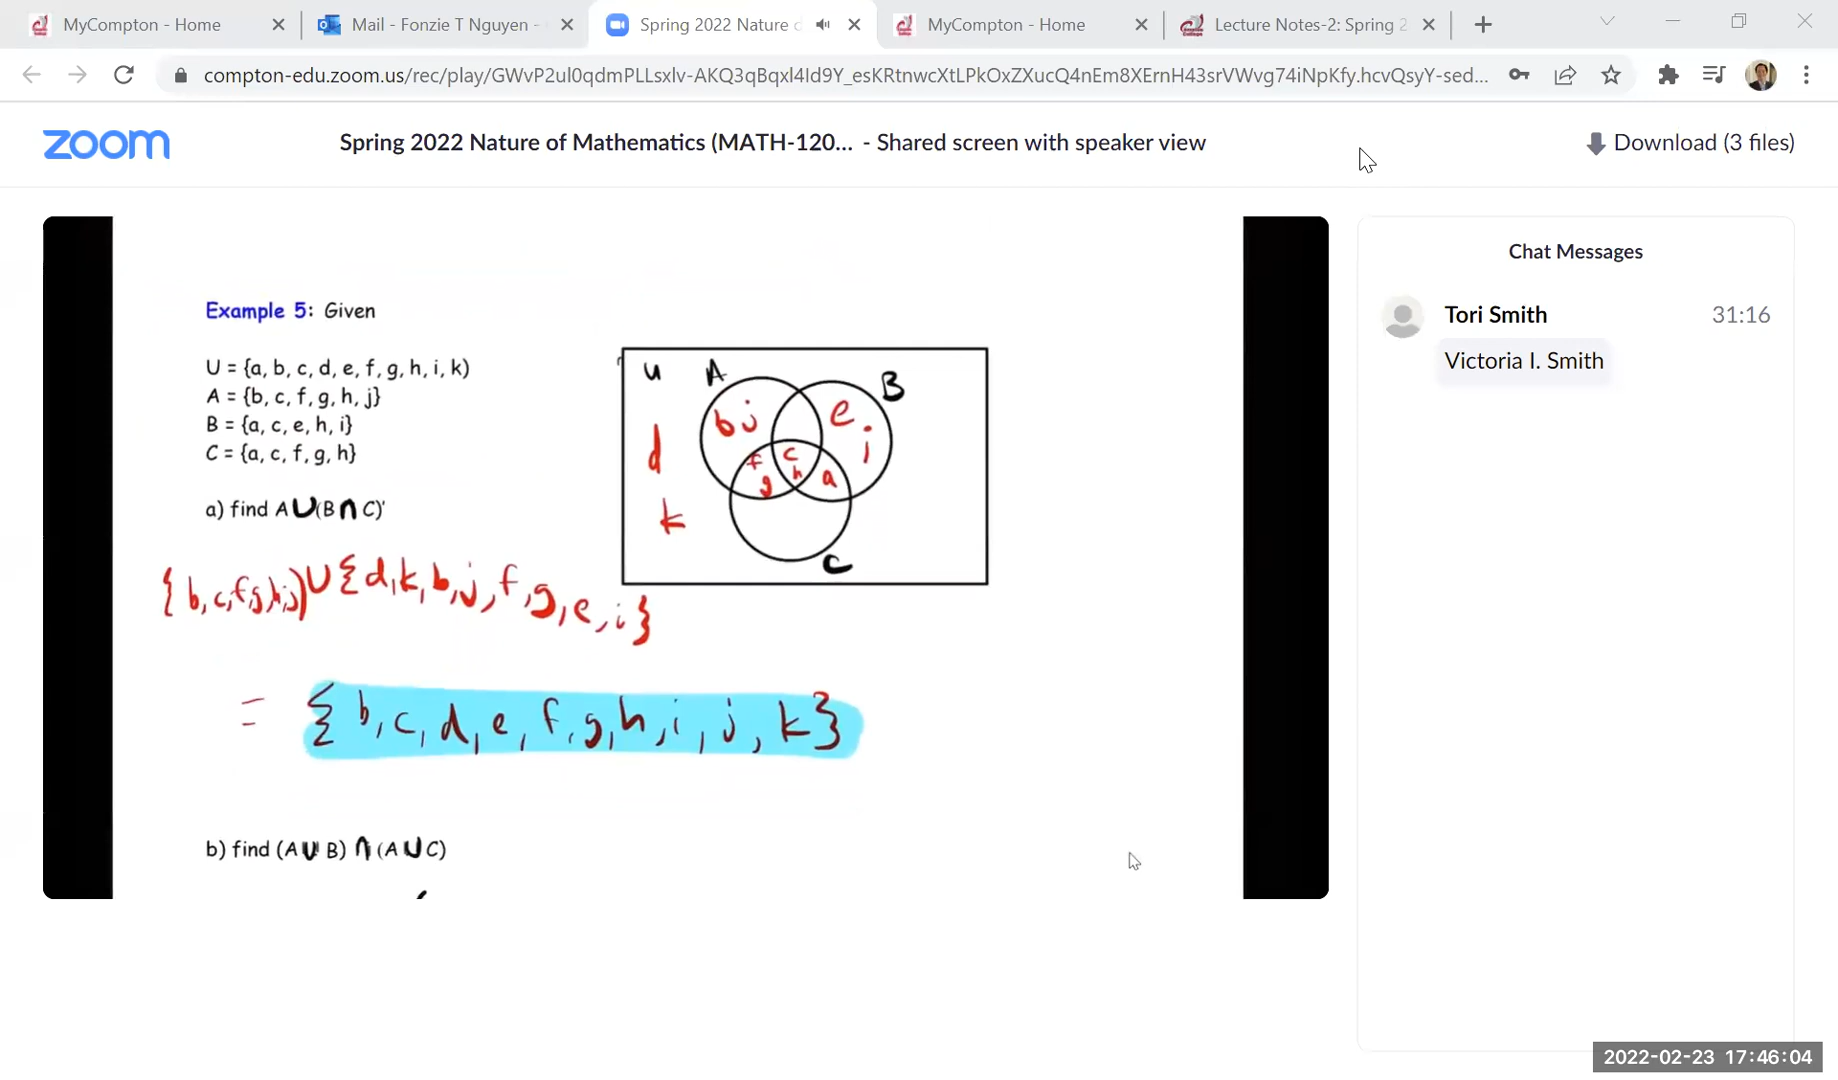 MyCompton - Home
Mail - Fonzie T Nguyen -
Spring 2022 Nature o
MyCompton - Home
Lecture Notes-2: Spring 2
compton-edu.zoom.us/rec/play/GWvP2ul0qdmPLLsxlv-AKQ3qBqxl4Id9Y_esKRtnwcXtLPkOxZXucQ4nEm8XErnH43srVWvg74iNpKfy.hcvQsyY-sed...
zoom
Spring 2022 Nature of Mathematics (MATH-120... - Shared screen with speaker view
Download (3 files)
Example 5: Given
U = {a, b, c, d, e, f, g, h, i, k)
A = {b, c, f, g, h, j}
B = {a, c, e, h, i}
C = {a, c, f, g, h}
a) find A∪(B∩C)'
U A B
b j e
d i
f c
h
g a
k
C
{b,c,f,g,h,j)∪{d,k,b,j,f,g,e,i}
= {b,c,d,e,f,g,h,i,j,k}
b) find (A∪B)∩(A∪C)
Chat Messages
Tori Smith 31:16
Victoria I. Smith
2022-02-23 17:46:04